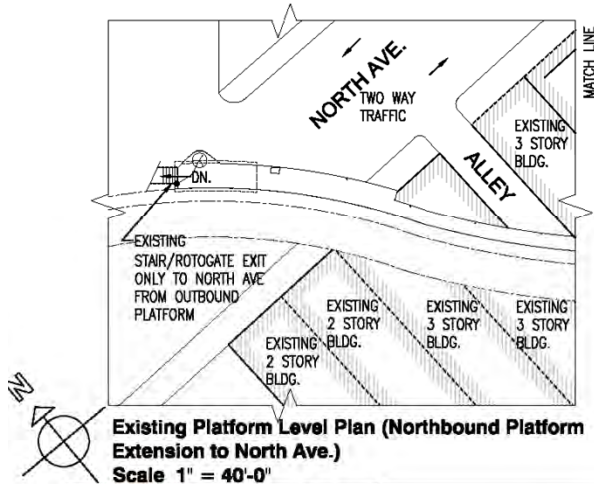 NORTH AVE.
TWO WAY
TRAFFIC
MATCH LINE
EXISTING
3 STORY
BLDG.
ALLEY
DN.
EXISTING
STAIR/ROTOGATE EXIT
ONLY TO NORTH AVE
FROM OUTBOUND
PLATFORM
EXISTING
2 STORY
BLDG.
EXISTING
2 STORY
BLDG.
EXISTING
3 STORY
BLDG.
EXISTING
3 STORY
BLDG.
N
Existing Platform Level Plan (Northbound Platform
Extension to North Ave.)
Scale 1" = 40'-0"